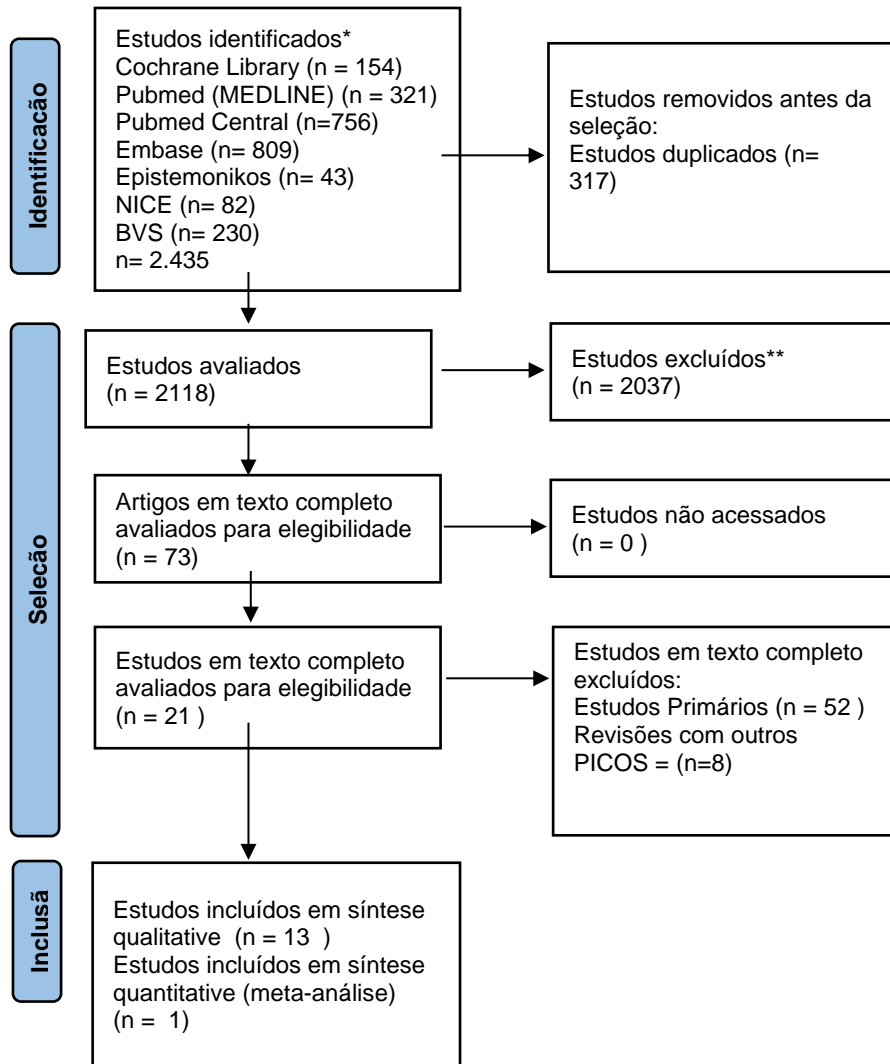 Identificacão
Estudos identificados*
Cochrane Library (n = 154)
Pubmed (MEDLINE) (n = 321)
Pubmed Central (n=756)
Embase (n= 809)
Epistemonikos (n= 43)
NICE (n= 82)
BVS (n= 230)
n= 2.435
Estudos removidos antes da
seleção:
Estudos duplicados (n=
317)
Selecão
Estudos avaliados
(n = 2118)
Estudos excluídos**
(n = 2037)
Artigos em texto completo
avaliados para elegibilidade
(n = 73)
Estudos não acessados
(n = 0 )
Estudos em texto completo
avaliados para elegibilidade
(n = 21 )
Estudos em texto completo
excluídos:
Estudos Primários (n = 52 )
Revisões com outros
PICOS = (n=8)
Inclusã
Estudos incluídos em síntese
qualitative  (n = 13  )
Estudos incluídos em síntese
quantitative (meta-análise)
(n =  1)